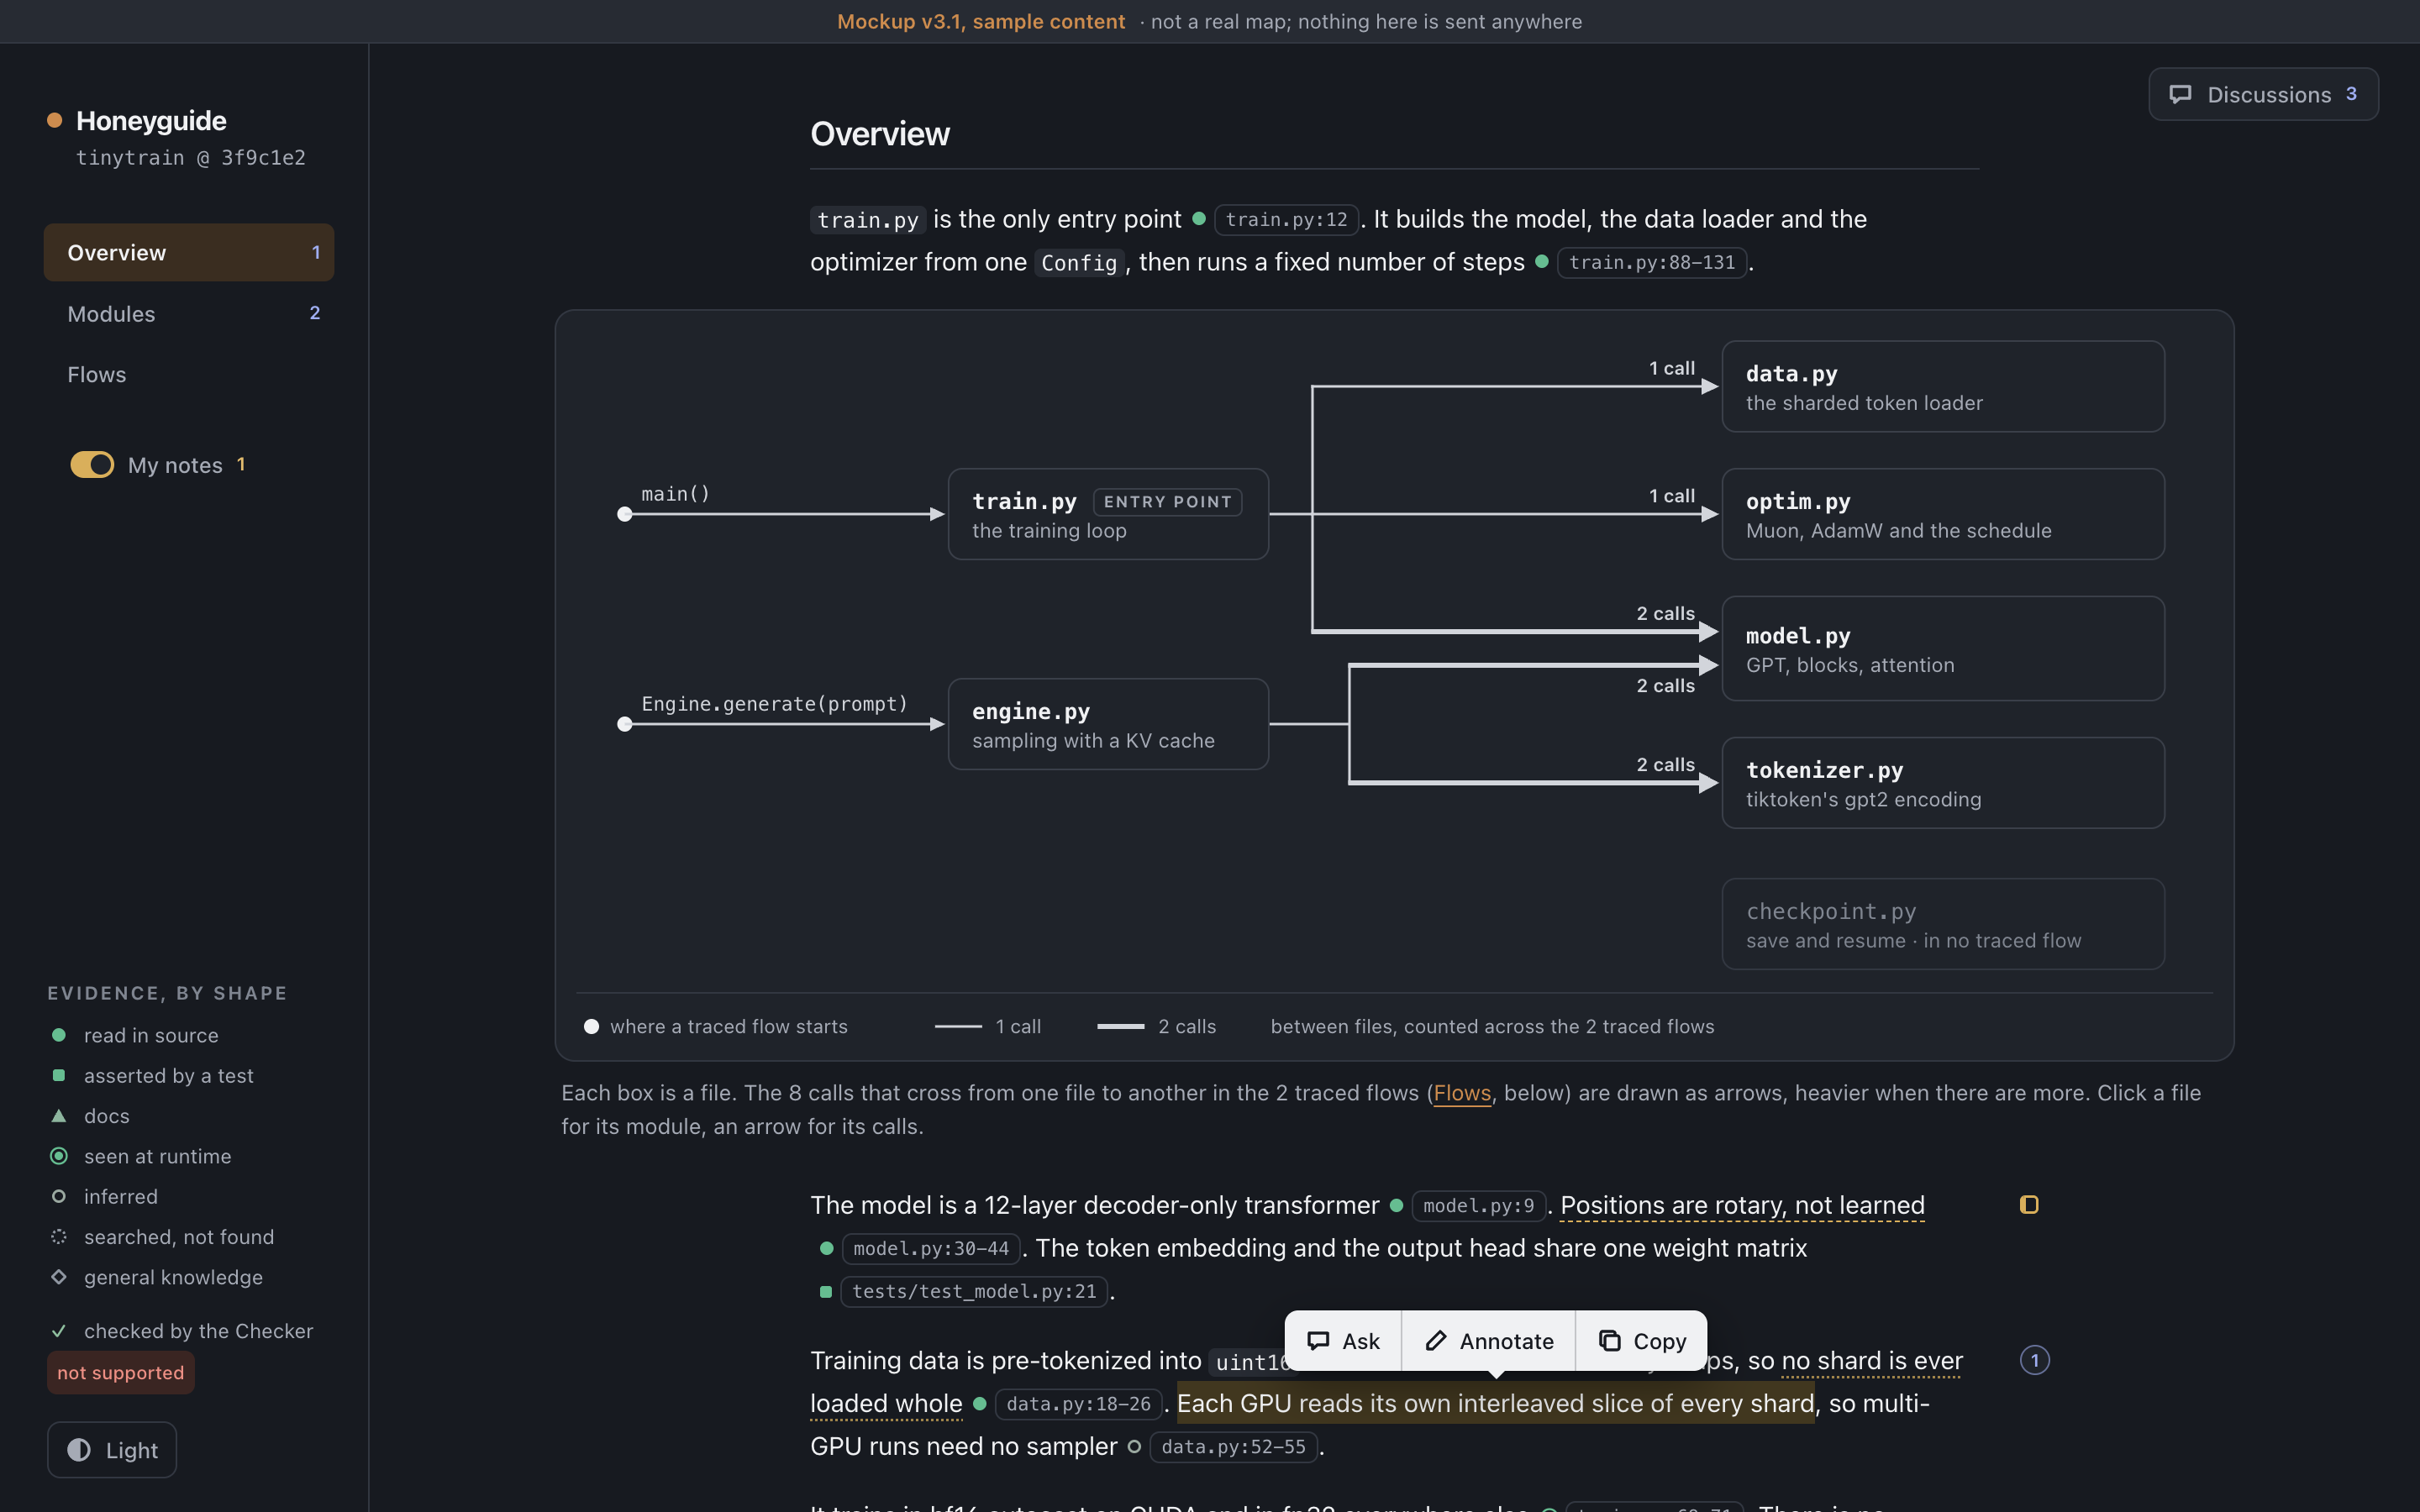 Mockup v3.1, sample content · not a real map; nothing here is sent anywhere
Honeyguide
tinytrain @ 3f9c1e2
Overview 1
Modules 2
Flows
My notes 1
EVIDENCE, BY SHAPE
read in source
asserted by a test
docs
seen at runtime
inferred
searched, not found
general knowledge
checked by the Checker
not supported
Light
Discussions 3
Overview
train.py is the only entry point train.py:12. It builds the model, the data loader and the
optimizer from one Config, then runs a fixed number of steps train.py:88–131.
main()
train.py ENTRY POINT
the training loop
Engine.generate(prompt)
engine.py
sampling with a KV cache
1 call
data.py
the sharded token loader
1 call
optim.py
Muon, AdamW and the schedule
2 calls
model.py
GPT, blocks, attention
2 calls
2 calls
tokenizer.py
tiktoken's gpt2 encoding
checkpoint.py
save and resume · in no traced flow
where a traced flow starts 1 call 2 calls between files, counted across the 2 traced flows
Each box is a file. The 8 calls that cross from one file to another in the 2 traced flows (Flows, below) are drawn as arrows, heavier when there are more. Click a file
for its module, an arrow for its calls.
The model is a 12-layer decoder-only transformer model.py:9. Positions are rotary, not learned
model.py:30–44. The token embedding and the output head share one weight matrix
tests/test_model.py:21.
Ask Annotate Copy
Training data is pre-tokenized into so no shard is ever 1
loaded whole data.py:18–26. Each GPU reads its own interleaved slice of every shard, so multi-
GPU runs need no sampler data.py:52–55.